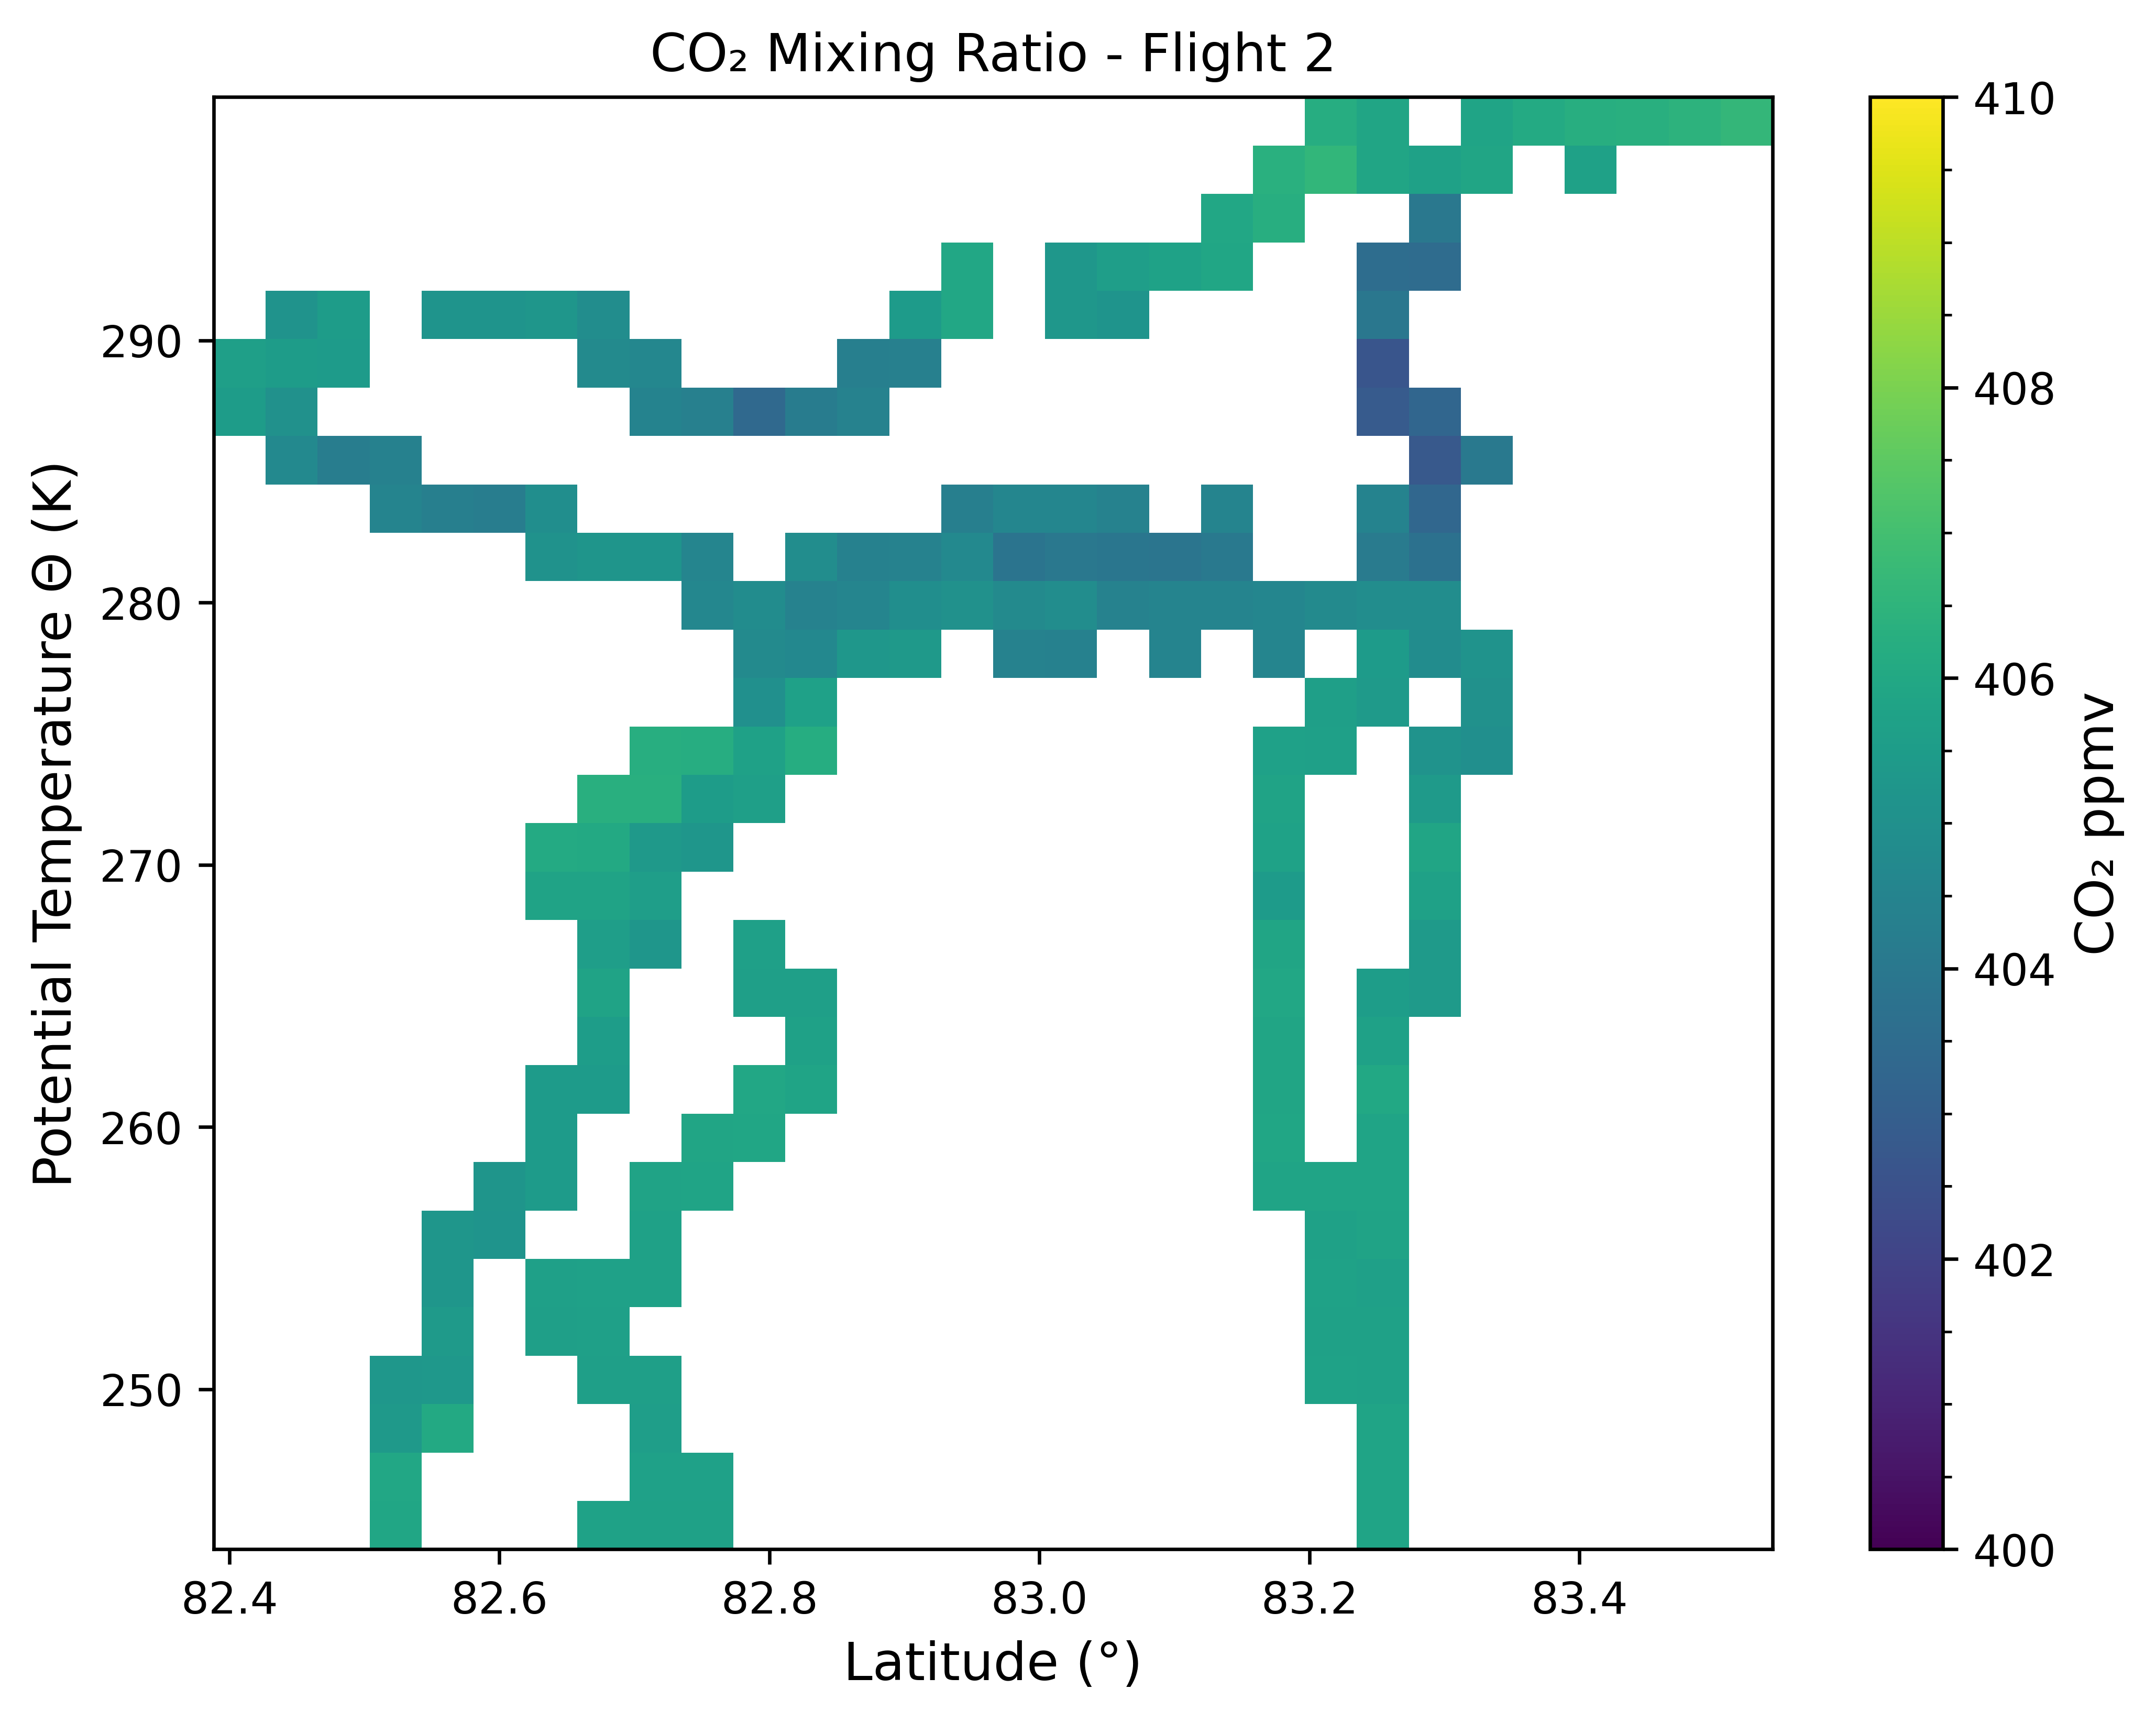 CO₂ Mixing Ratio - Flight 2
Potential Temperature Θ (K)
290
280
270
260
250
82.4 82.6 82.8 83.0 83.2 83.4
Latitude (°)
410
408
406
404
402
400
CO₂ ppmv